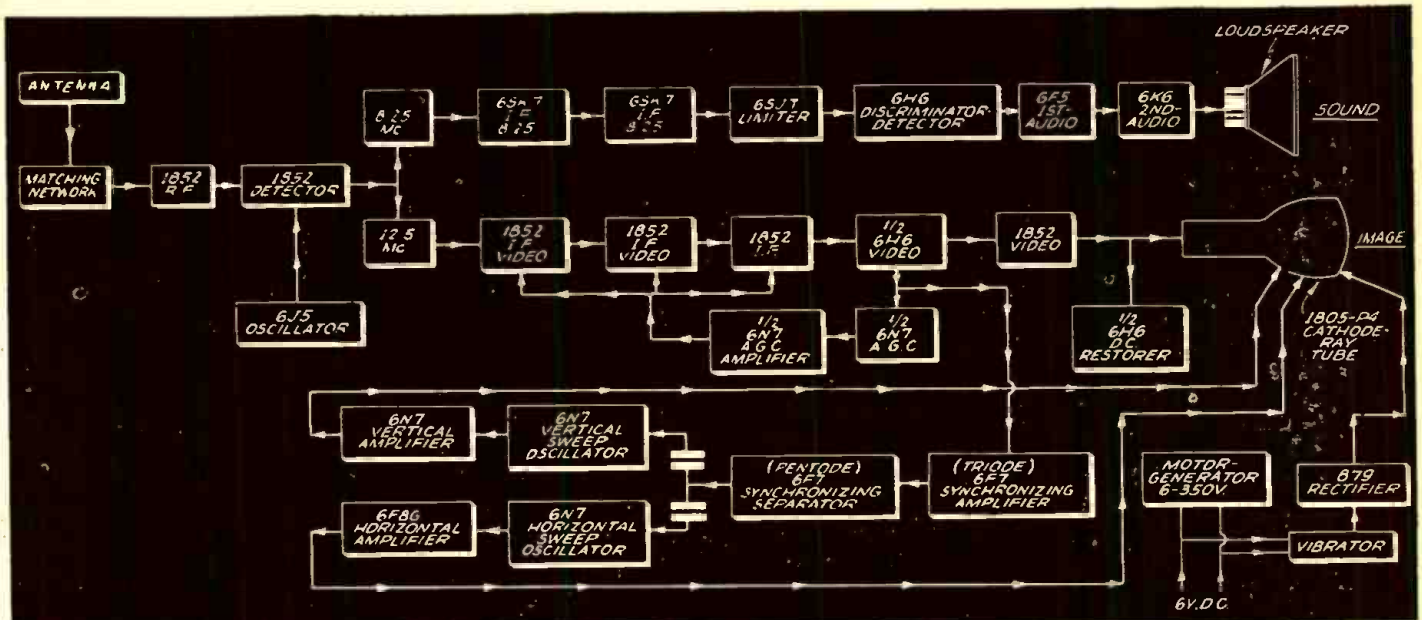 LOUDSPEAKER
ANTENNA
8.25
MC
6SK7
I.F.
8.25
6SK7
I.F.
8.25
6SJ7
LIMITER
6H6
DISCRIMINATOR-
DETECTOR
6F5
1ST-
AUDIO
6K6
2ND-
AUDIO
SOUND
MATCHING
NETWORK
1852
R.F.
1852
DETECTOR
12.5
MC
1852
I.F.
VIDEO
1852
I.F.
VIDEO
1852
I.F.
1/2
6H6
VIDEO
1852
VIDEO
IMAGE
6J5
OSCILLATOR
1/2
6N7
A.G.C.
AMPLIFIER
1/2
6N7
A.G.C.
1/2
6H6
D.C.
RESTORER
1805-P4
CATHODE-
RAY
TUBE
6N7
VERTICAL
AMPLIFIER
6N7
VERTICAL
SWEEP
OSCILLATOR
(PENTODE)
6F7
SYNCHRONIZING
SEPARATOR
(TRIODE)
6F7
SYNCHRONIZING
AMPLIFIER
MOTOR-
GENERATOR
6-350V.
879
RECTIFIER
6F8G
HORIZONTAL
AMPLIFIER
6N7
HORIZONTAL
SWEEP
OSCILLATOR
VIBRATOR
6V.D.C.